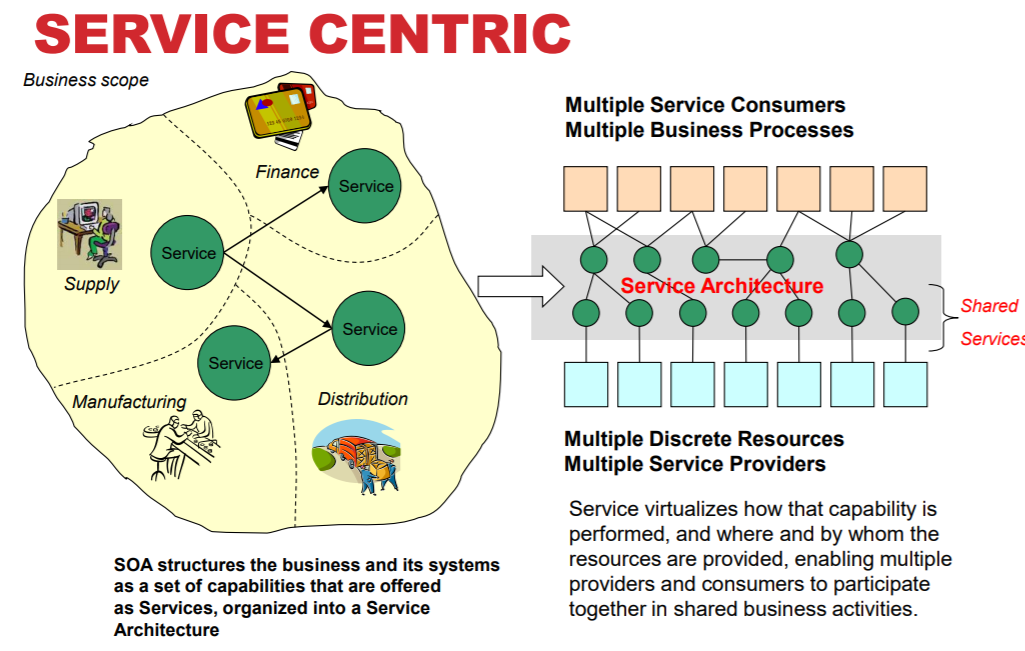 SERVICE CENTRIC
Business scope
Finance
Service
Service
Supply
Service
Service
Manufacturing
Distribution
SOA structures the business and its systems
as a set of capabilities that are offered
as Services, organized into a Service
Architecture
Multiple Service Consumers
Multiple Business Processes
Service Architecture
Shared
Services
Multiple Discrete Resources
Multiple Service Providers
Service virtualizes how that capability is
performed, and where and by whom the
resources are provided, enabling multiple
providers and consumers to participate
together in shared business activities.